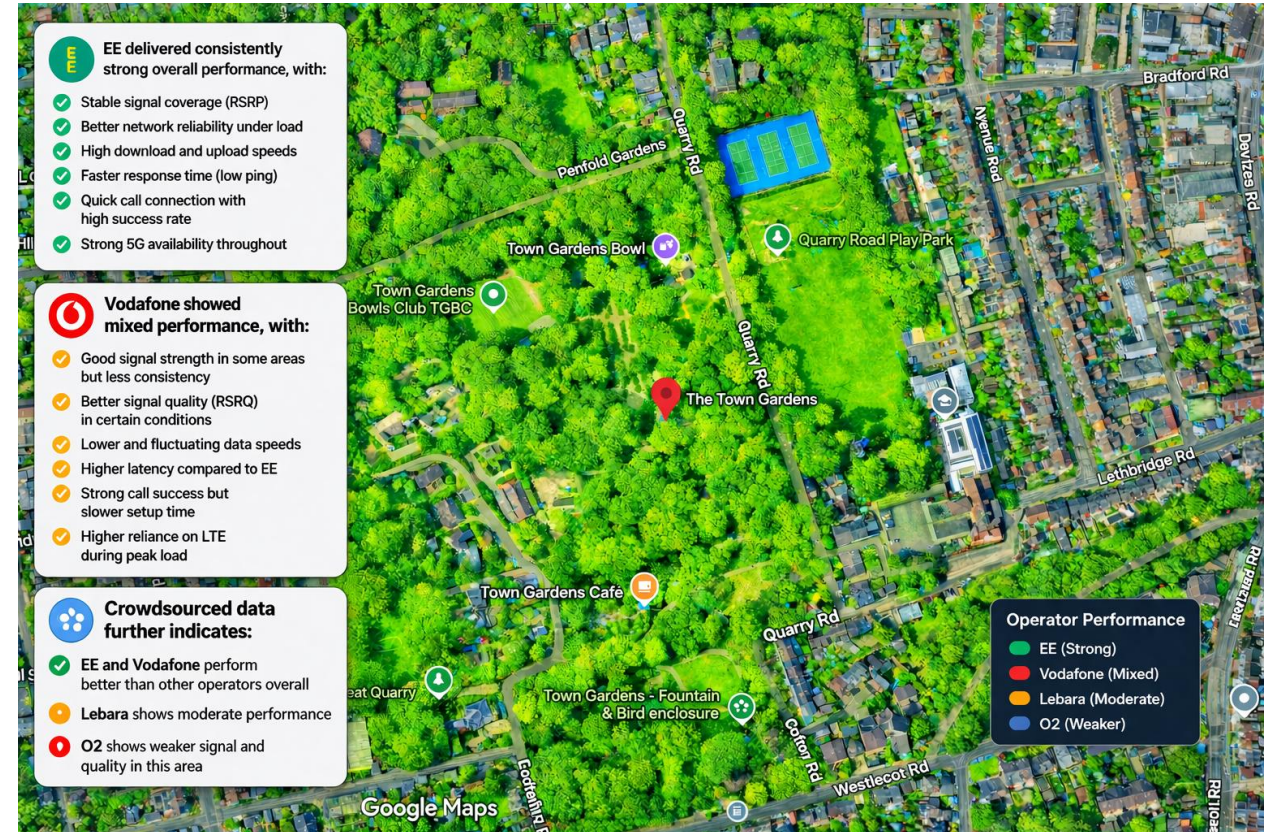 EE
EE delivered consistently
strong overall performance, with:
Stable signal coverage (RSRP)
Better network reliability under load
High download and upload speeds
Faster response time (low ping)
Quick call connection with
high success rate
Strong 5G availability throughout
Vodafone showed
mixed performance, with:
Good signal strength in some areas
but less consistency
Better signal quality (RSRQ)
in certain conditions
Lower and fluctuating data speeds
Higher latency compared to EE
Strong call success but
slower setup time
Higher reliance on LTE
during peak load
Crowdsourced data
further indicates:
EE and Vodafone perform
better than other operators overall
Lebara shows moderate performance
O2 shows weaker signal and
quality in this area
Bradford Rd
Quarry Rd
Penfold Gardens
Town Gardens Bowl
Quarry Road Play Park
Town Gardens
Bowls Club TGBC
Quarry Rd
The Town Gardens
Lethbridge Rd
Town Gardens Café
Quarry Rd
eat Quarry
Town Gardens - Fountain
& Bird enclosure
Westlecot Rd
Google Maps
Operator Performance
EE (Strong)
Vodafone (Mixed)
Lebara (Moderate)
O2 (Weaker)